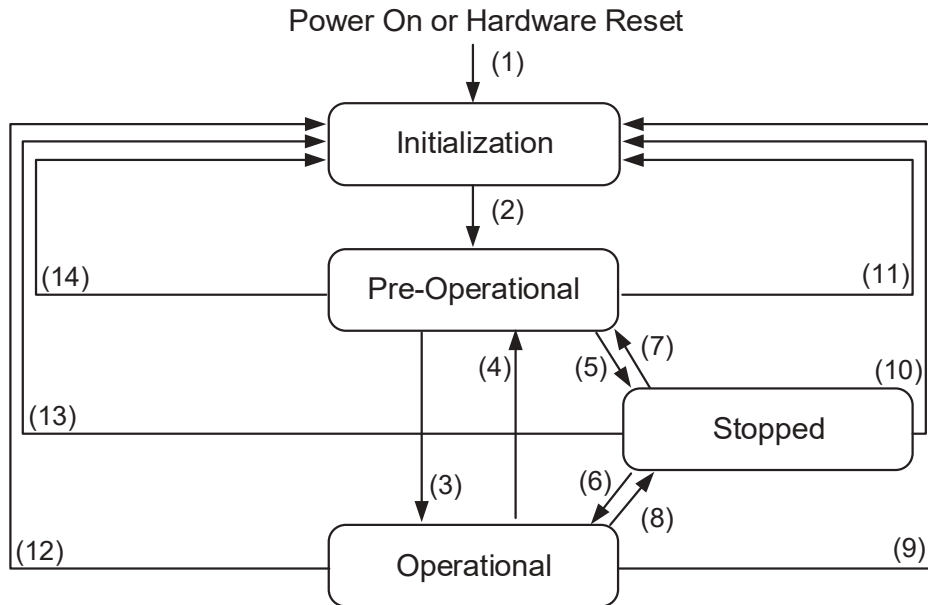 Power On or Hardware Reset
(1)
Initialization
(2)
(14)
Pre-Operational
(11)
(4)
(5)
(7)
(10)
(13)
Stopped
(3)
(6)
(8)
(12)
Operational
(9)